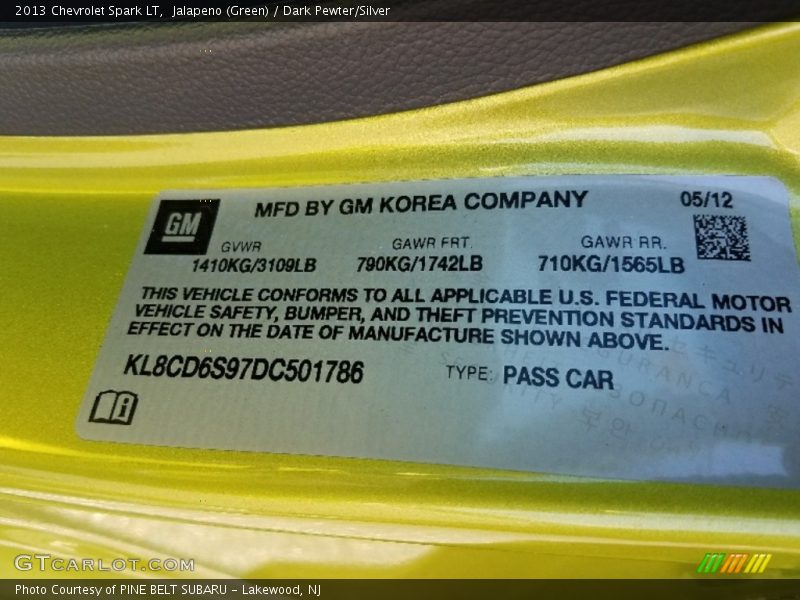 2013 Chevrolet Spark LT, Jalapeno (Green) / Dark Pewter/Silver
GM
MFD BY GM KOREA COMPANY 05/12
GVWR GAWR FRT. GAWR RR.
1410KG/3109LB 790KG/1742LB 710KG/1565LB
THIS VEHICLE CONFORMS TO ALL APPLICABLE U.S. FEDERAL MOTOR
VEHICLE SAFETY, BUMPER, AND THEFT PREVENTION STANDARDS IN
EFFECT ON THE DATE OF MANUFACTURE SHOWN ABOVE.
KL8CD6S97DC501786 TYPE: PASS CAR
GTCARLOT.COM
Photo Courtesy of PINE BELT SUBARU - Lakewood, NJ